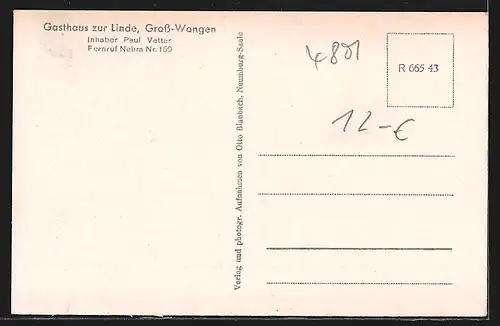 Gasthaus zur Linde, Groß-Wangen
Inhaber Paul Vetter
Fernruf Nebra Nr. 160
Verlag und photogr. Aufnahmen von Otto Blaubach, Naumburg-Saale
4801
R 665 43
12-€